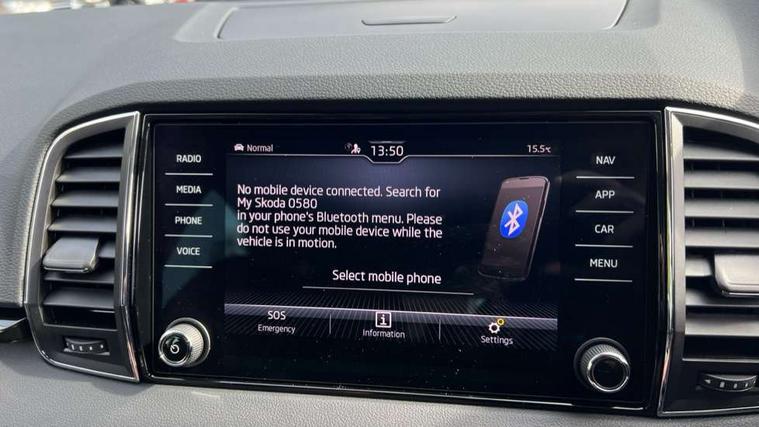 Normal
13:50
15.5°C
RADIO
MEDIA
PHONE
VOICE
No mobile device connected. Search for
My Skoda 0580
in your phone's Bluetooth menu. Please
do not use your mobile device while the
vehicle is in motion.
Select mobile phone
SOS
Emergency
i
Information
Settings
NAV
APP
CAR
MENU